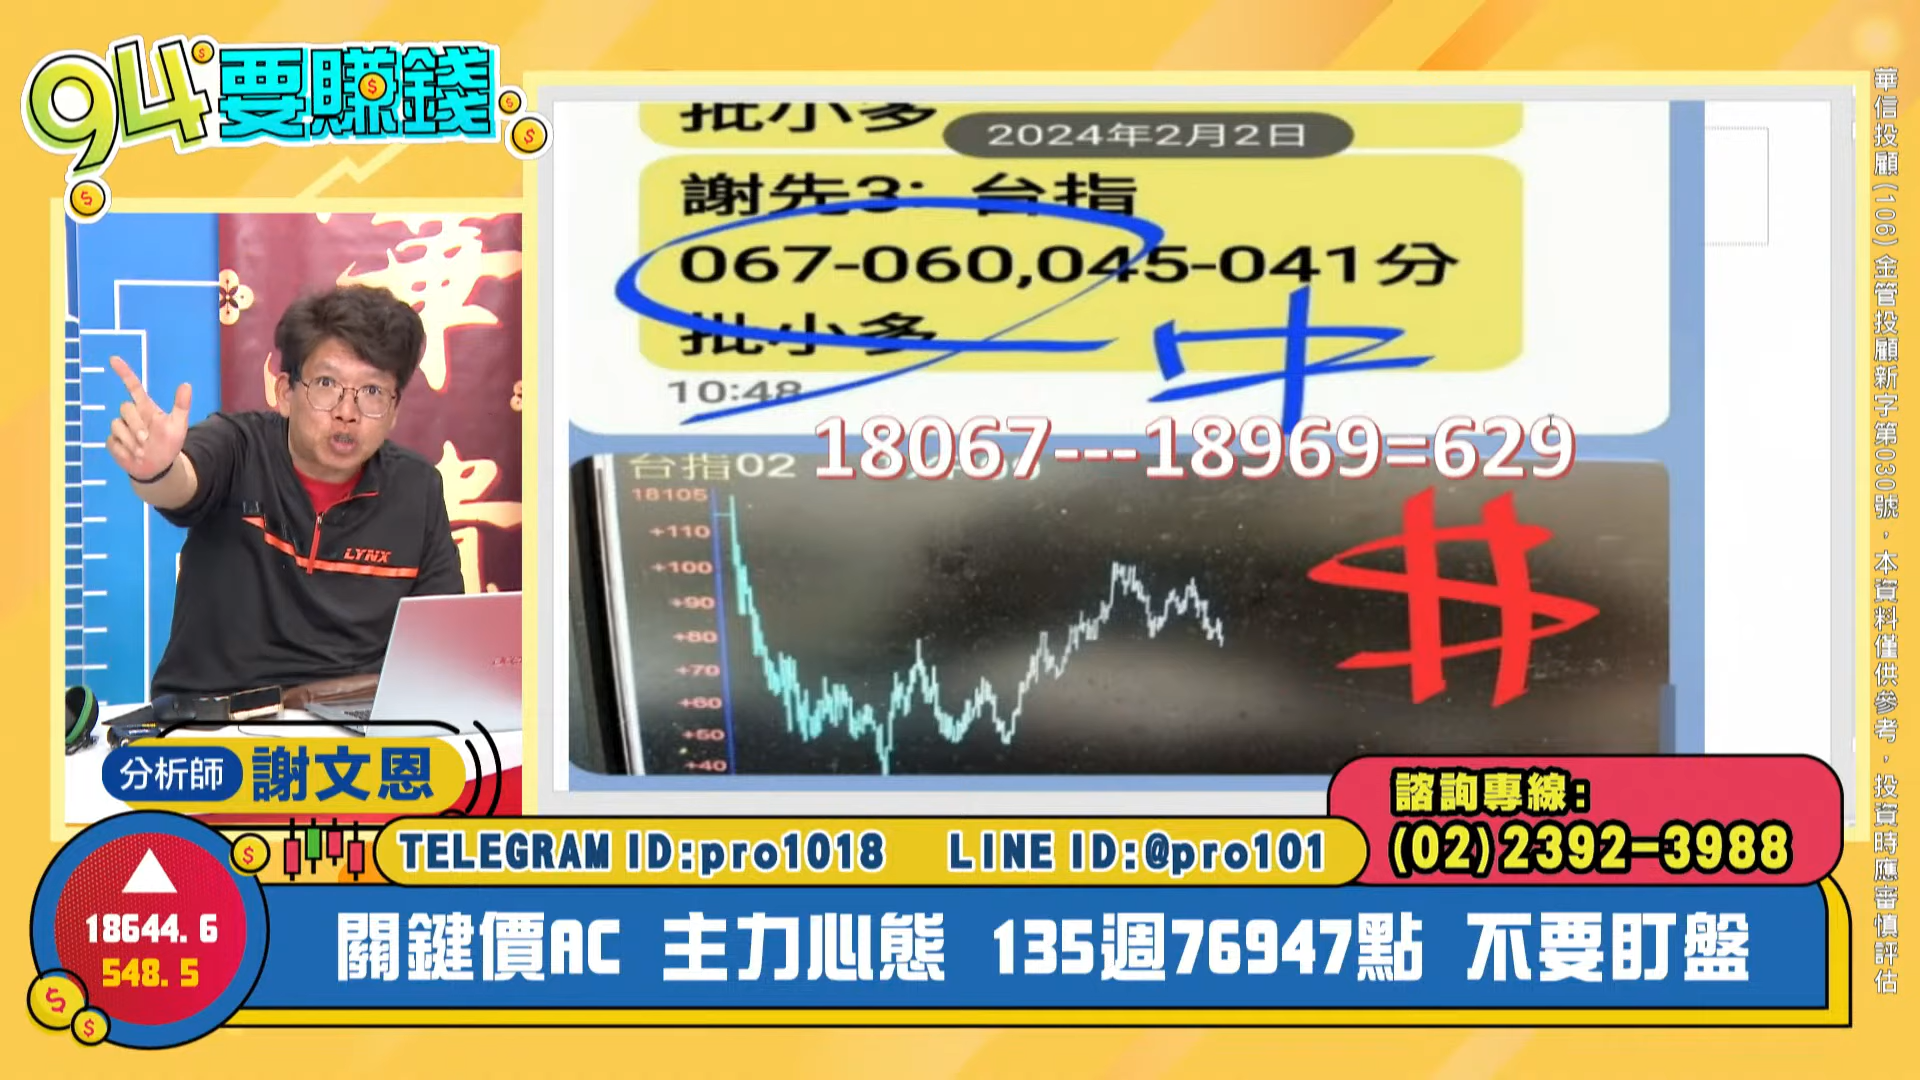 94要賺錢
批小多
2024年2月2日
謝先3: 台指
067-060,045-041分
批小多
10:48
中
18067---18969=629
台指02
18105
+110
+100
+90
+80
+70
+60
+50
+40
$
LYNX
分析師 謝文恩
TELEGRAM ID:pro1018 LINE ID:@pro101
諮詢專線:
(02)2392-3988
18644.6
548.5
關鍵價AC 主力心態 135週76947點 不要盯盤
華信投顧(106)金管投顧新字第030號，本資料僅供參考，投資時應審慎評估